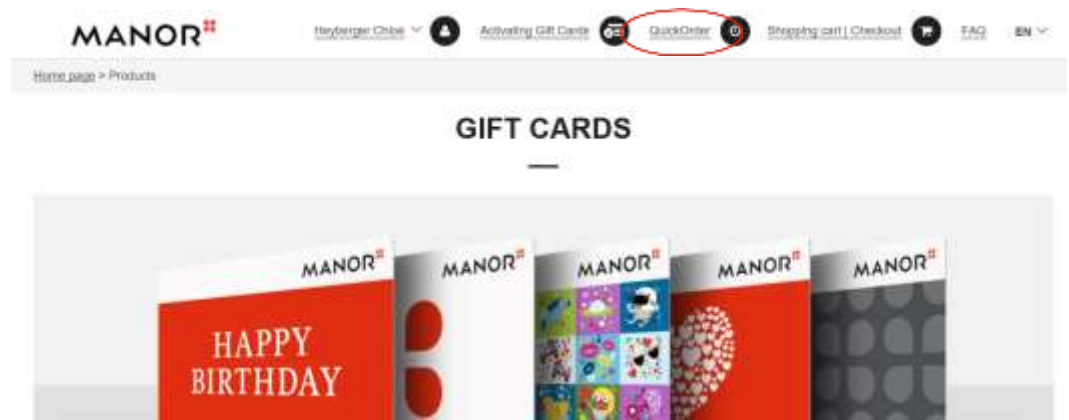 MANOR
Heyberger Chloé Activating Gift Cards QuickOrder Shopping cart | Checkout FAQ EN
Home page > Products
GIFT CARDS
MANOR MANOR MANOR MANOR MANOR
HAPPY
BIRTHDAY